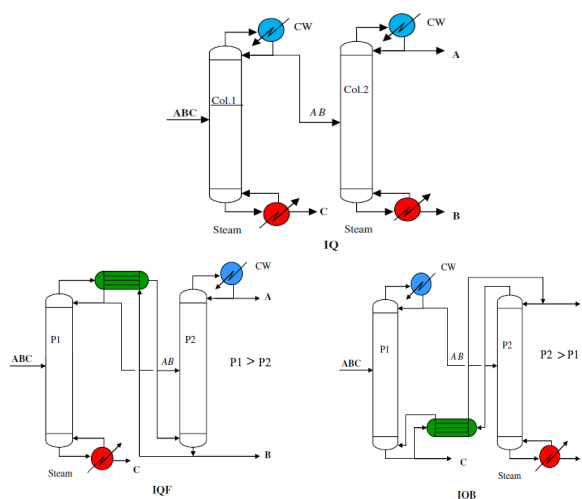 CW
CW
A
Col.1
Col.2
ABC
AB
C
B
Steam
Steam
IQ
CW
A
P1
P2
P1 > P2
ABC
AB
B
Steam
C
IQF
CW
P1
P2
P2 > P1
AB
ABC
C
Steam
IQB